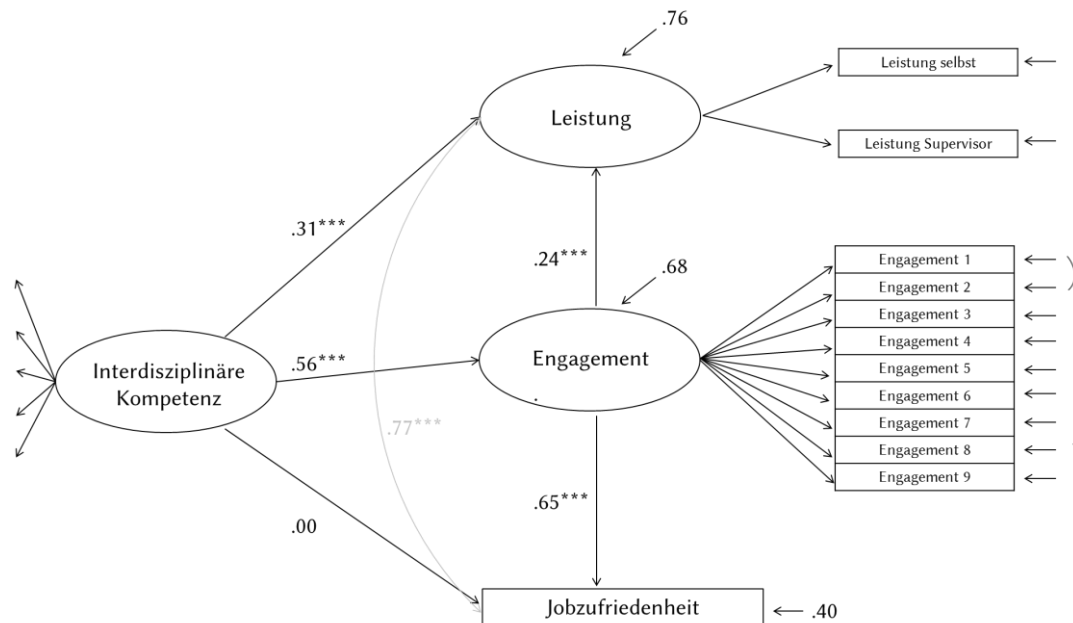 .76
Leistung selbst
Leistung
Leistung Supervisor
.31***
.24***
.68
Engagement 1
Engagement 2
Engagement 3
Engagement 4
Engagement 5
Engagement 6
Engagement 7
Engagement 8
Engagement 9
Interdisziplinäre
Kompetenz
.56***
Engagement
.
.77***
.65***
.00
Jobzufriedenheit
.40